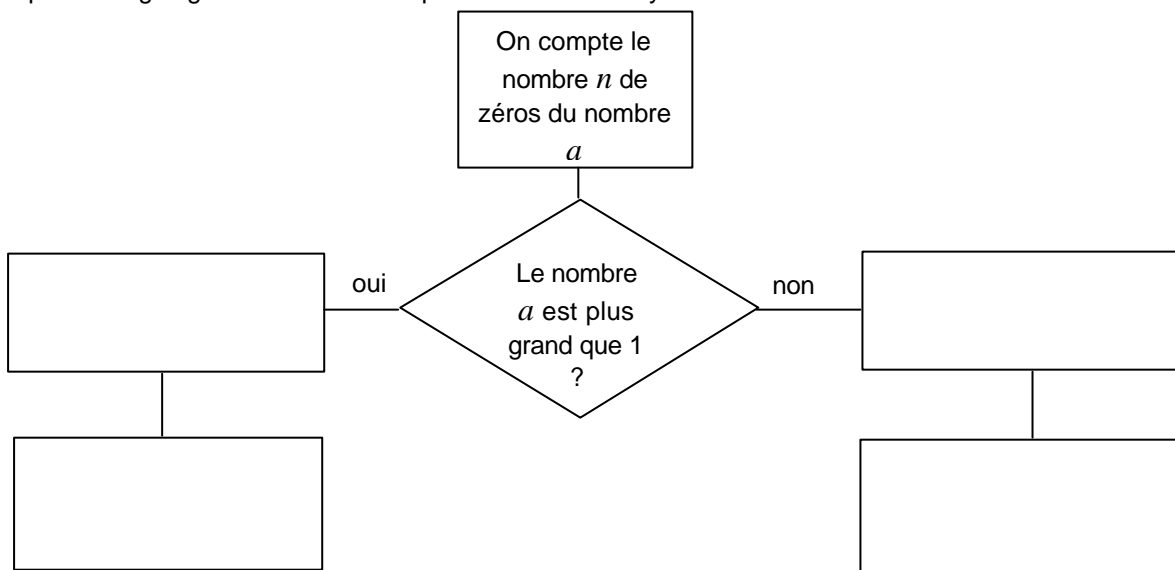 On compte le
nombre n de
zéros du nombre
a
oui
Le nombre
a est plus
grand que 1
?
non